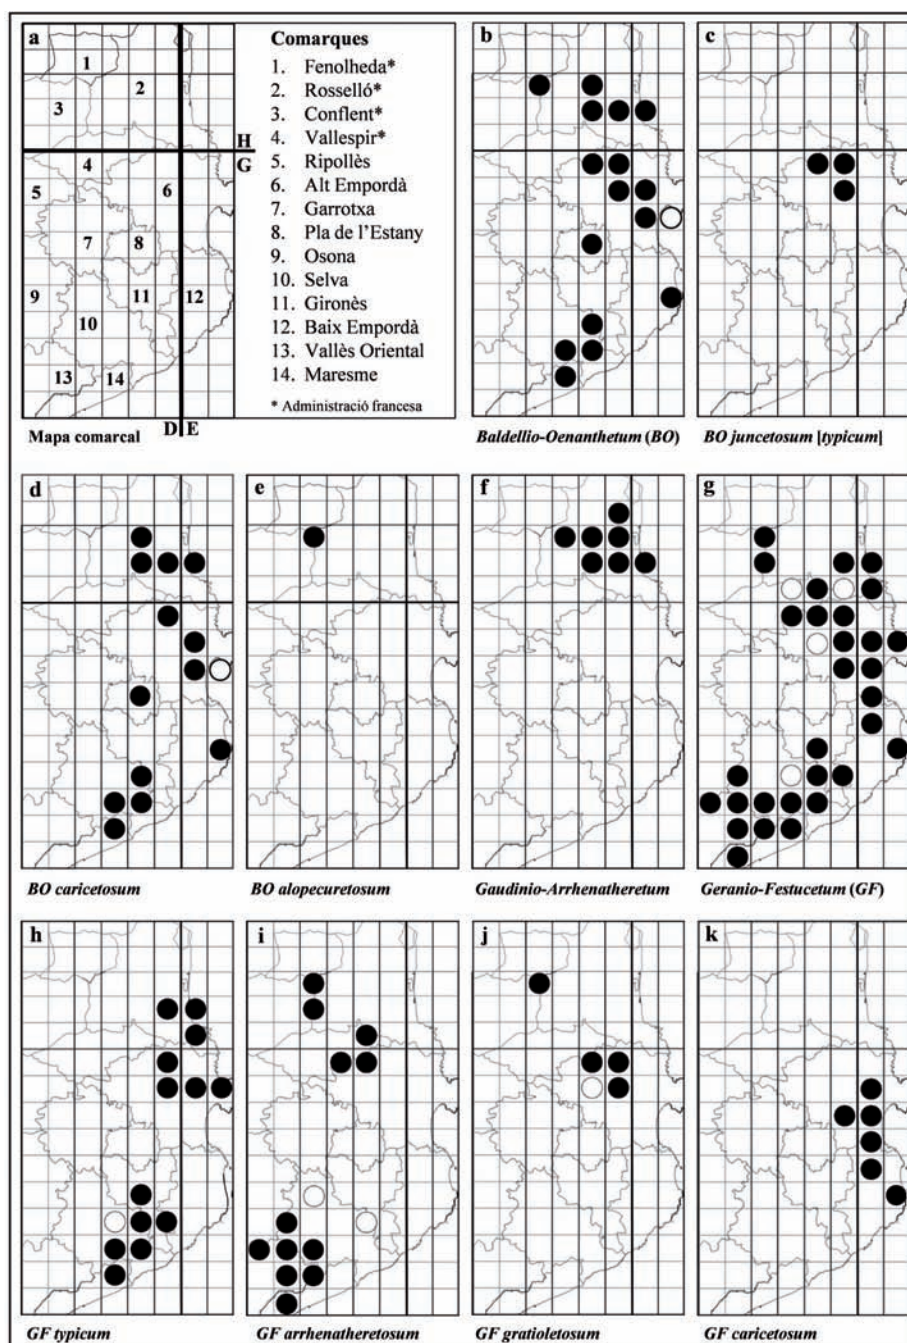 a
1
2
3
H
4
G
5
6
7
8
9
11
12
10
13
14
D E
Mapa comarcal
Comarques
1. Fenolheda*
2. Rosselló*
3. Conflent*
4. Vallespir*
5. Ripollès
6. Alt Empordà
7. Garrotxa
8. Pla de l'Estany
9. Osona
10. Selva
11. Gironès
12. Baix Empordà
13. Vallès Oriental
14. Maresme
* Administració francesa
b
Baldellio-Oenanthetum (BO)
c
BO juncetosum [typicum]
d
BO caricetosum
e
BO alopecuretosum
f
Gaudinio-Arrhenatheretum
g
Geranio-Festucetum (GF)
h
GF typicum
i
GF arrhenatheretosum
j
GF gratioletosum
k
GF caricetosum